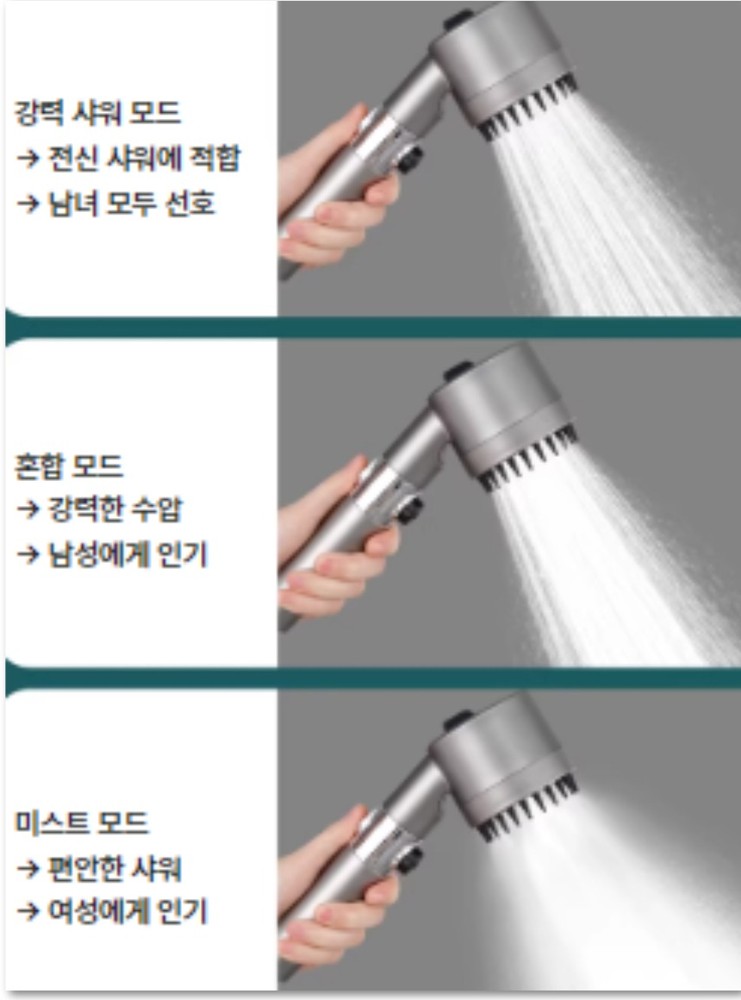 강력 샤워 모드
→ 전신 샤워에 적합
→ 남녀 모두 선호
혼합 모드
→ 강력한 수압
→ 남성에게 인기
미스트 모드
→ 편안한 샤워
→ 여성에게 인기